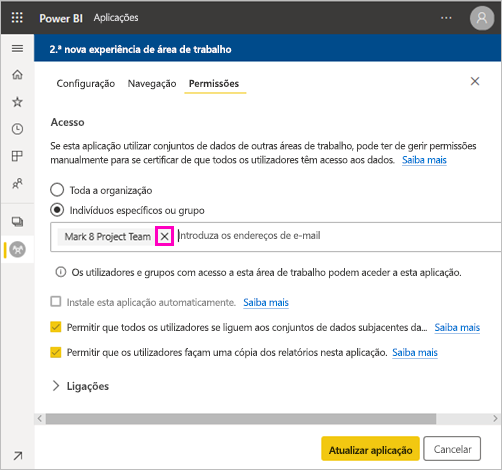 Power BI Aplicações
2.ª nova experiência de área de trabalho
Configuração Navegação Permissões
Acesso
Se esta aplicação utilizar conjuntos de dados de outras áreas de trabalho, pode ter de gerir permissões
manualmente para se certificar de que todos os utilizadores têm acesso aos dados. Saiba mais
Toda a organização
Indivíduos específicos ou grupo
Mark 8 Project Team Introduza os endereços de e-mail
Os utilizadores e grupos com acesso a esta área de trabalho podem aceder a esta aplicação.
Instale esta aplicação automaticamente. Saiba mais
Permitir que todos os utilizadores se liguem aos conjuntos de dados subjacentes da... Saiba mais
Permitir que os utilizadores façam uma cópia dos relatórios nesta aplicação. Saiba mais
Ligações
Atualizar aplicação Cancelar